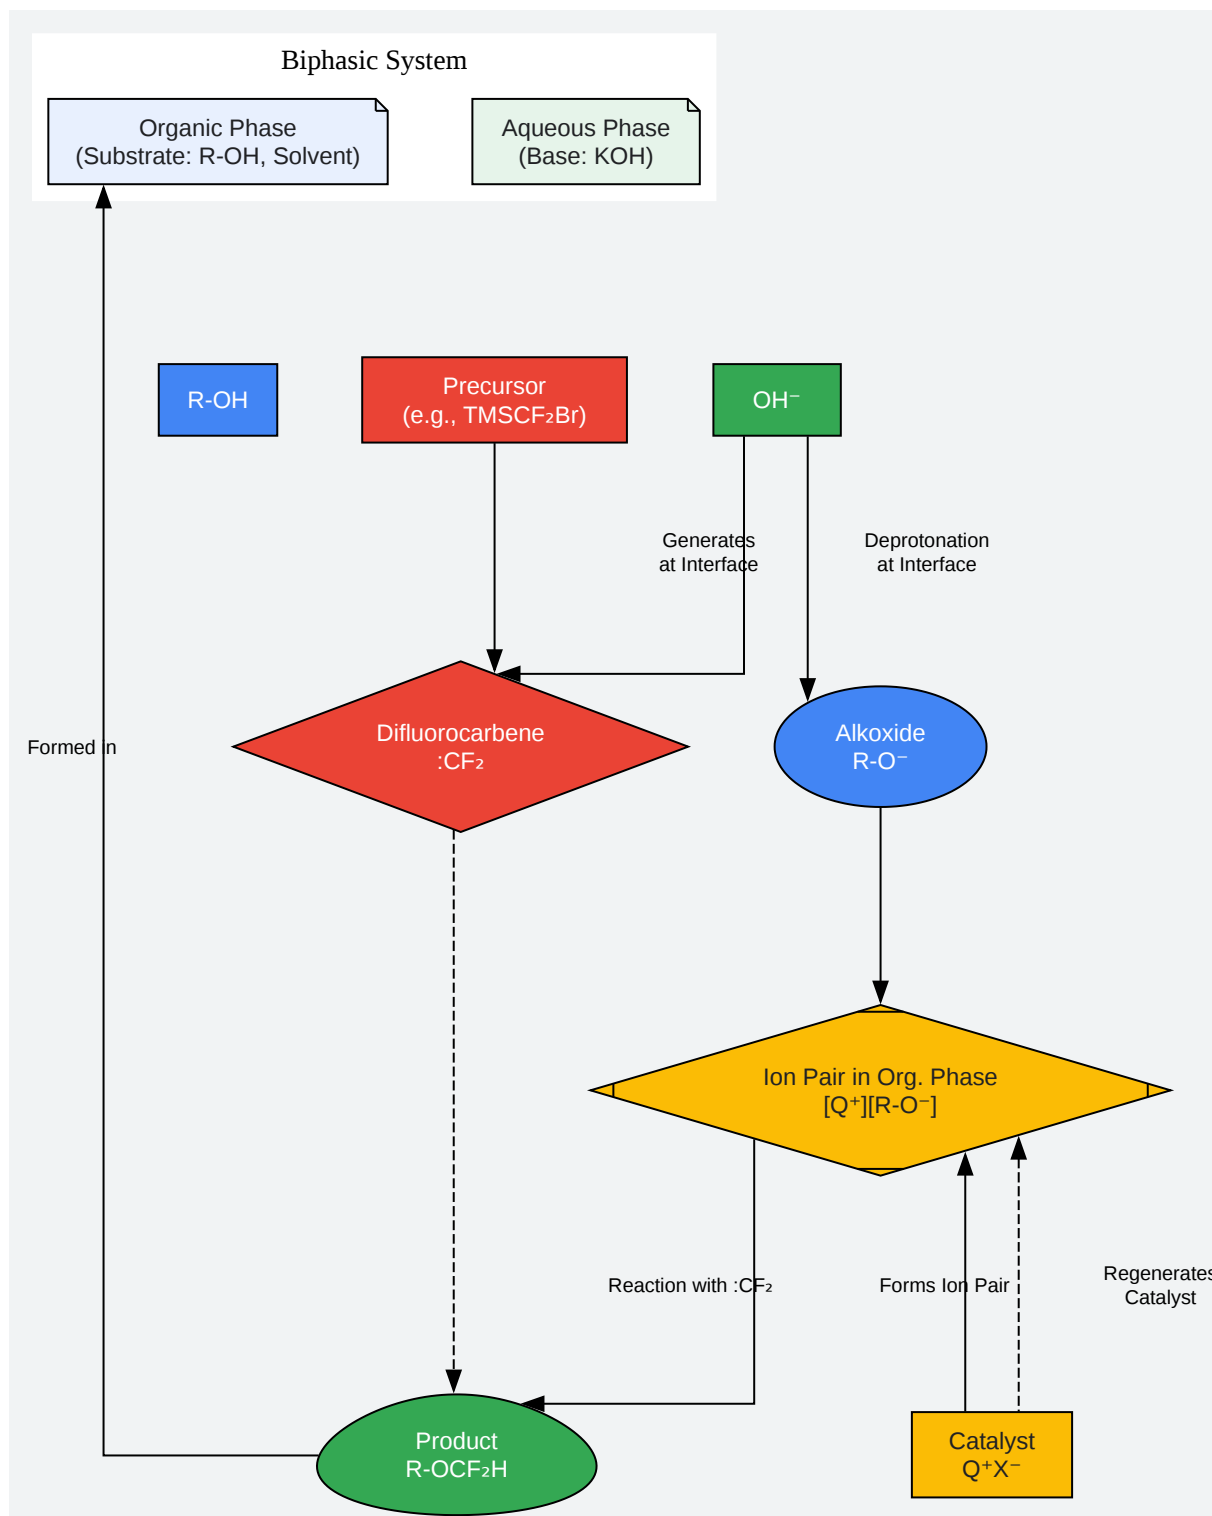 Biphasic System
Organic Phase
(Substrate: R-OH, Solvent)
Aqueous Phase
(Base: KOH)
R-OH
Precursor
(e.g., TMSCF₂Br)
OH⁻
Generates
at Interface
Deprotonation
at Interface
Difluorocarbene
:CF₂
Alkoxide
R-O⁻
Formed in
Ion Pair in Org. Phase
[Q⁺][R-O⁻]
Reaction with :CF₂
Forms Ion Pair
Regenerates
Catalyst
Product
R-OCF₂H
Catalyst
Q⁺X⁻